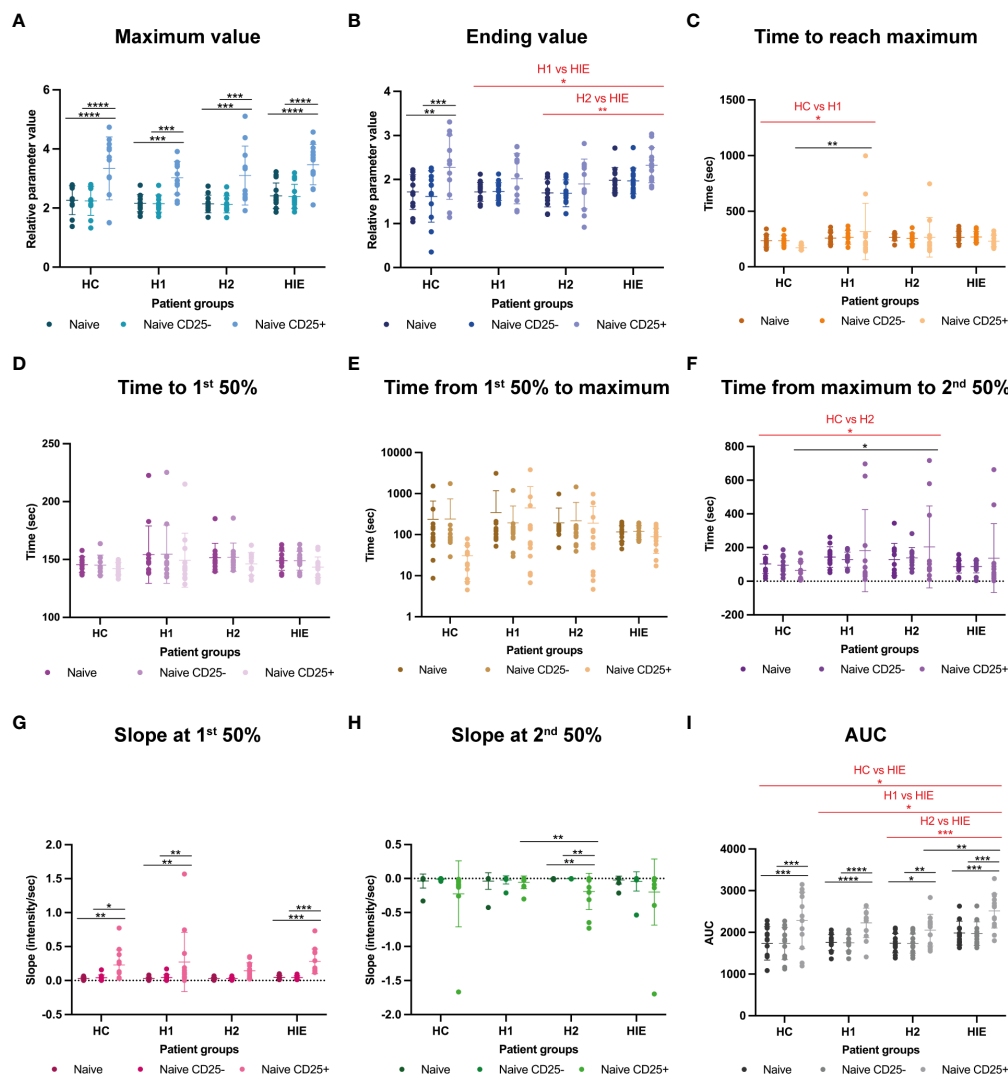 A
Maximum value
Relative parameter value
6
4
2
0
****
****
***
***
***
***
****
****
HC H1 H2 HIE
Patient groups
Naive Naive CD25- Naive CD25+
B
Ending value
Relative parameter value
4
3
2
1
0
H1 vs HIE
*
H2 vs HIE
**
***
**
HC H1 H2 HIE
Patient groups
Naive Naive CD25- Naive CD25+
C
Time to reach maximum
Time (sec)
1500
1000
500
0
HC vs H1
*
**
HC H1 H2 HIE
Patient groups
Naive Naive CD25- Naive CD25+
D
Time to 1st 50%
Time (sec)
250
200
150
100
HC H1 H2 HIE
Patient groups
Naive Naive CD25- Naive CD25+
E
Time from 1st 50% to maximum
Time (sec)
10000
1000
100
10
1
HC H1 H2 HIE
Patient groups
Naive Naive CD25- Naive CD25+
F
Time from maximum to 2nd 50%
Time (sec)
800
600
400
200
0
-200
HC vs H2
*
*
HC H1 H2 HIE
Patient groups
Naive Naive CD25- Naive CD25+
G
Slope at 1st 50%
Slope (intensity/sec)
2.0
1.5
1.0
0.5
0.0
-0.5
*
**
**
**
***
***
HC H1 H2 HIE
Patient groups
Naive Naive CD25- Naive CD25+
H
Slope at 2nd 50%
Slope (intensity/sec)
0.5
0.0
-0.5
-1.0
-1.5
-2.0
**
**
**
HC H1 H2 HIE
Patient groups
Naive Naive CD25- Naive CD25+
I
AUC
AUC
4000
3000
2000
1000
0
HC vs HIE
*
H1 vs HIE
*
H2 vs HIE
***
**
***
***
****
****
**
*
***
***
HC H1 H2 HIE
Patient groups
Naive Naive CD25- Naive CD25+